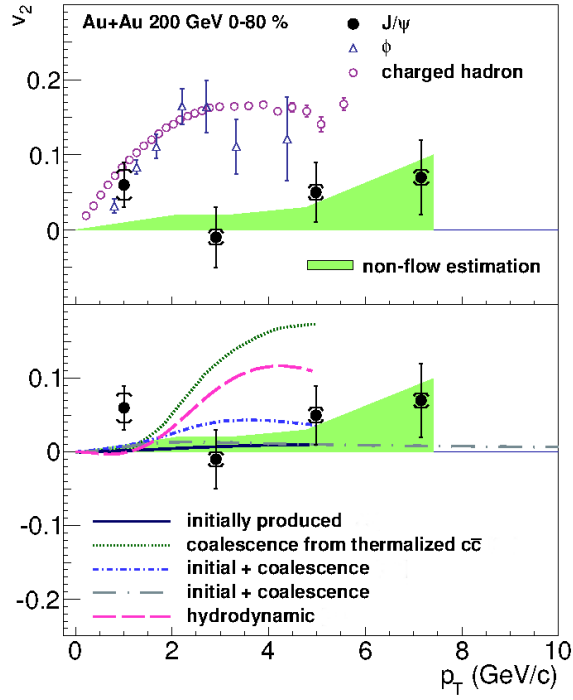 v2
Au+Au 200 GeV 0-80 %
J/ψ
ϕ
charged hadron
0.2
0.1
0
non-flow estimation
0.1
0
-0.1
-0.2
initially produced
coalescence from thermalized cc̅
initial + coalescence
initial + coalescence
hydrodynamic
0 2 4 6 8 10
pT (GeV/c)